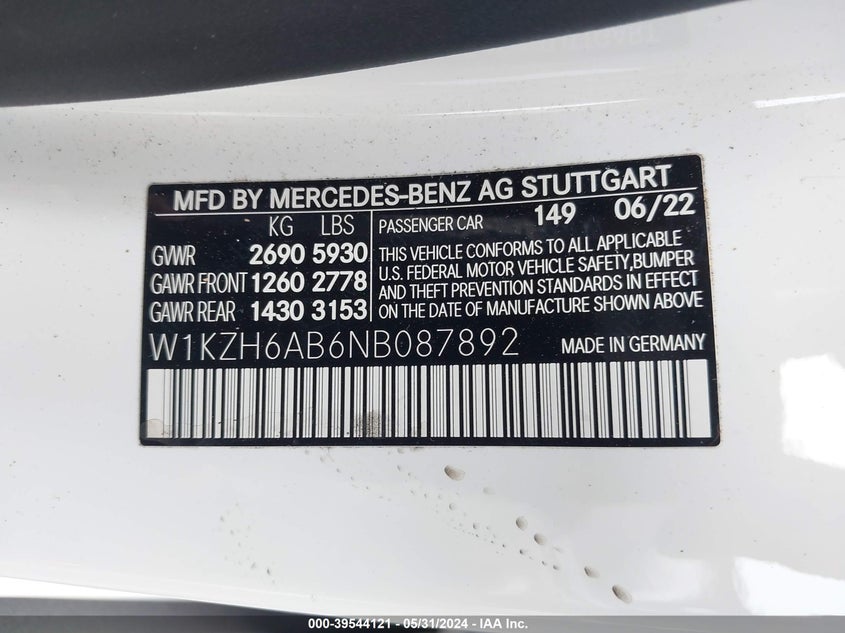 MFD BY MERCEDES-BENZ AG STUTTGART
KG LBS PASSENGER CAR 149 06/22
GVWR 2690 5930
GAWR FRONT 1260 2778
GAWR REAR 1430 3153
THIS VEHICLE CONFORMS TO ALL APPLICABLE
U.S. FEDERAL MOTOR VEHICLE SAFETY,BUMPER
AND THEFT PREVENTION STANDARDS IN EFFECT
ON THE DATE OF MANUFACTURE SHOWN ABOVE
W1KZH6AB6NB087892 MADE IN GERMANY
000-39544121 - 05/31/2024 - IAA Inc.